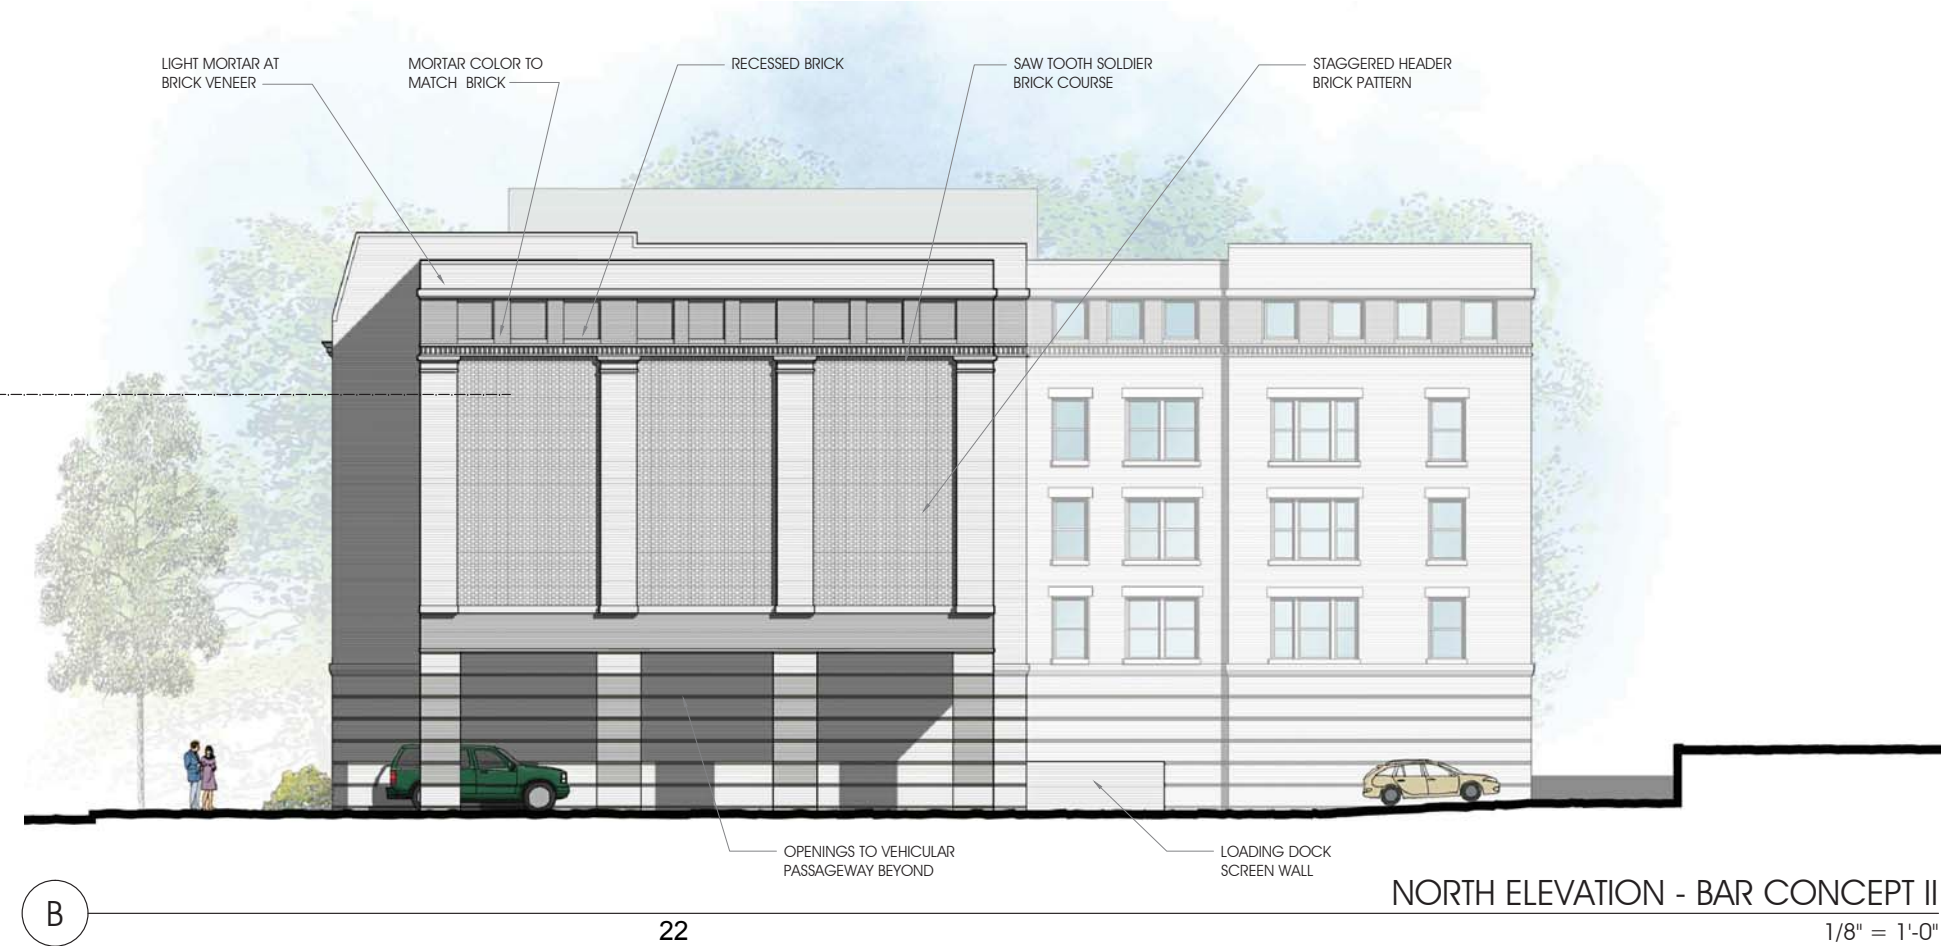 LIGHT MORTAR AT
BRICK VENEER
MORTAR COLOR TO
MATCH BRICK
RECESSED BRICK
SAW TOOTH SOLDIER
BRICK COURSE
STAGGERED HEADER
BRICK PATTERN
OPENINGS TO VEHICULAR
PASSAGEWAY BEYOND
LOADING DOCK
SCREEN WALL
NORTH ELEVATION - BAR CONCEPT II
B
22
1/8" = 1'-0"